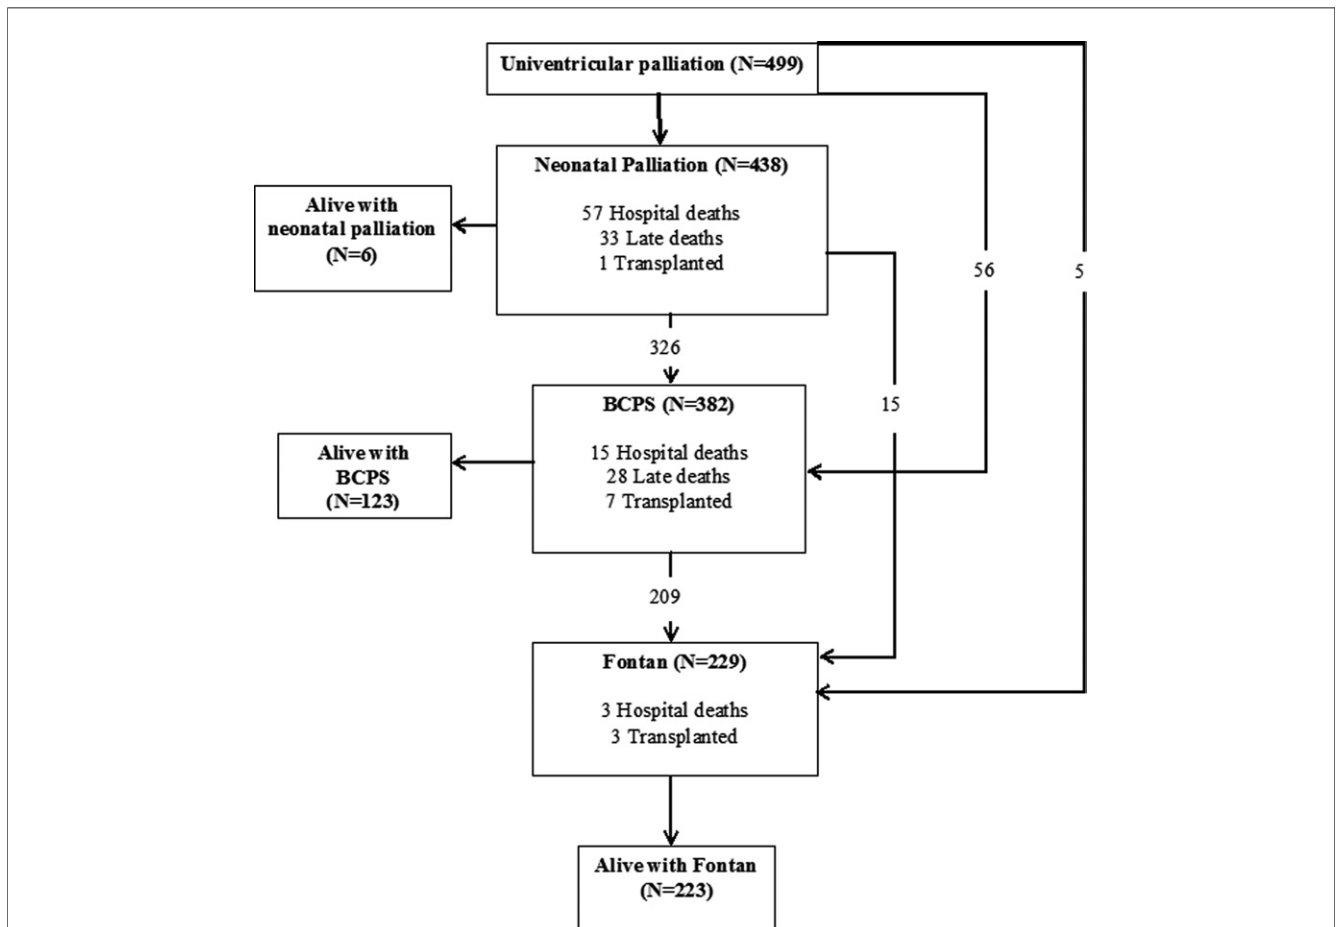 Univentricular palliation (N=499)
Neonatal Palliation (N=438)
57 Hospital deaths
33 Late deaths
1 Transplanted
Alive with
neonatal palliation
(N=6)
56
5
326
15
BCPS (N=382)
15 Hospital deaths
28 Late deaths
7 Transplanted
Alive with
BCPS
(N=123)
209
Fontan (N=229)
3 Hospital deaths
3 Transplanted
Alive with Fontan
(N=223)